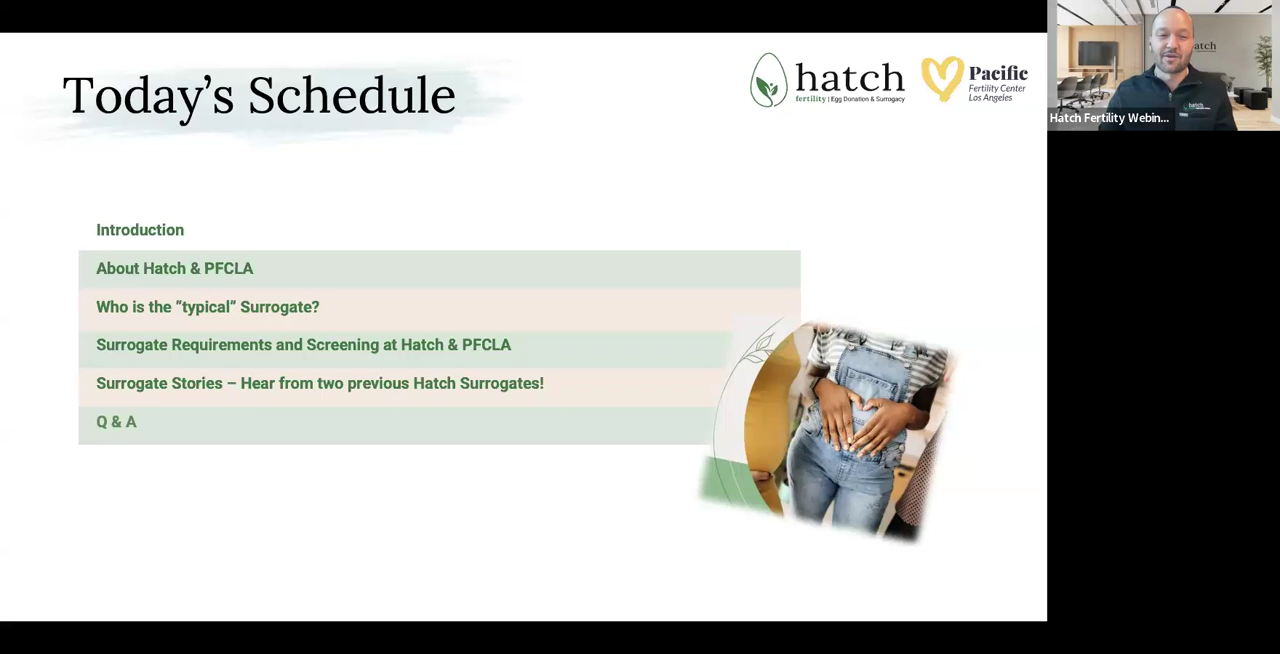 Today’s Schedule
hatch
fertility | Egg Donation & Surrogacy
Pacific
Fertility Center
Los Angeles
Introduction
About Hatch & PFCLA
Who is the ”typical” Surrogate?
Surrogate Requirements and Screening at Hatch & PFCLA
Surrogate Stories – Hear from two previous Hatch Surrogates!
Q & A
atch
hatch
Hatch Fertility Webin...